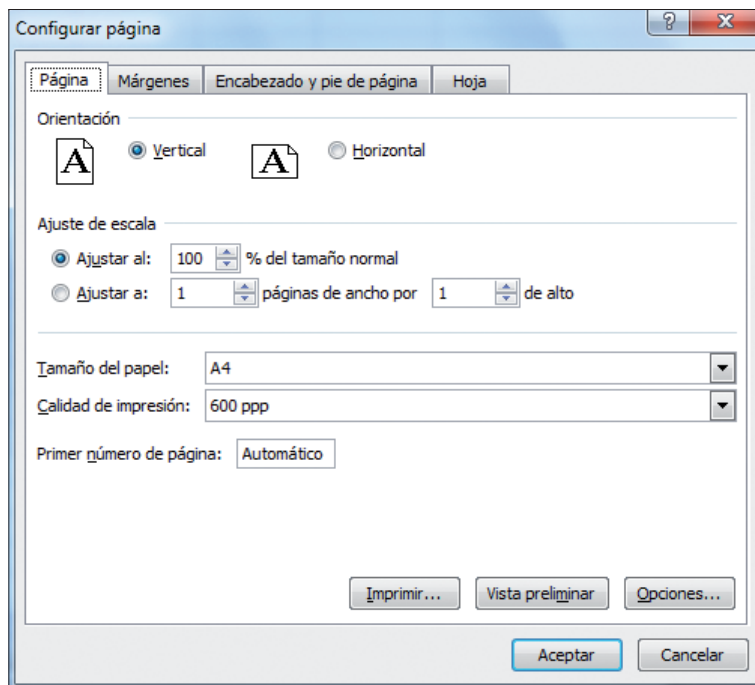 Configurar página
Página Márgenes Encabezado y pie de página Hoja
Orientación
A Vertical A Horizontal
Ajuste de escala
Ajustar al: 100 % del tamaño normal
Ajustar a: 1 páginas de ancho por 1 de alto
Tamaño del papel: A4
Calidad de impresión: 600 ppp
Primer número de página: Automático
Imprimir... Vista preliminar Opciones...
Aceptar Cancelar